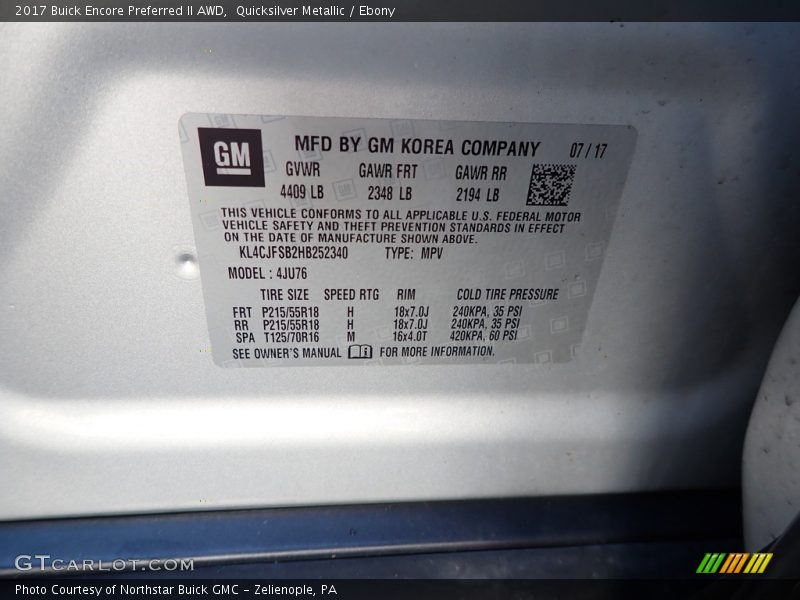 2017 Buick Encore Preferred II AWD,  Quicksilver Metallic / Ebony
GM
MFD BY GM KOREA COMPANY 07 / 17
GVWR GAWR FRT GAWR RR
4409 LB 2348 LB 2194 LB
THIS VEHICLE CONFORMS TO ALL APPLICABLE U.S. FEDERAL MOTOR
VEHICLE SAFETY AND THEFT PREVENTION STANDARDS IN EFFECT
ON THE DATE OF MANUFACTURE SHOWN ABOVE.
KL4CJFSB2HB252340 TYPE: MPV
MODEL : 4JU76
TIRE SIZE SPEED RTG RIM COLD TIRE PRESSURE
FRT P215/55R18 H 18x7.0J 240KPA, 35 PSI
RR P215/55R18 H 18x7.0J 240KPA, 35 PSI
SPA T125/70R16 M 16x4.0T 420KPA, 60 PSI
SEE OWNER'S MANUAL FOR MORE INFORMATION.
GTCARLOT.COM
Photo Courtesy of Northstar Buick GMC - Zelienople, PA